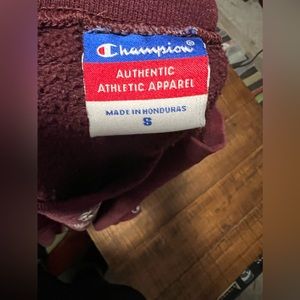 Champion
AUTHENTIC
ATHLETIC APPAREL
MADE IN HONDURAS
S